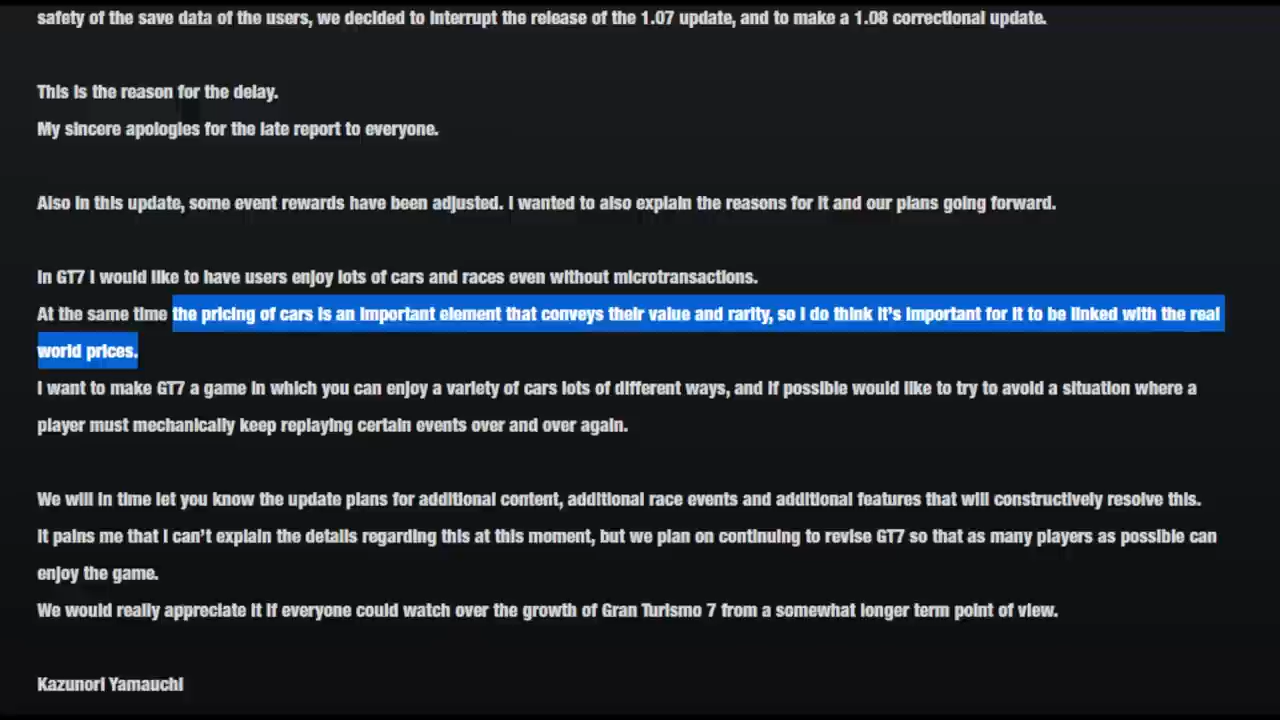 safety of the save data of the users, we decided to interrupt the release of the 1.07 update, and to make a 1.08 correctional update.
This is the reason for the delay.
My sincere apologies for the late report to everyone.
Also in this update, some event rewards have been adjusted. I wanted to also explain the reasons for it and our plans going forward.
In GT7 I would like to have users enjoy lots of cars and races even without microtransactions.
At the same time the pricing of cars is an important element that conveys their value and rarity, so I do think it's important for it to be linked with the real
world prices.
I want to make GT7 a game in which you can enjoy a variety of cars lots of different ways, and if possible would like to try to avoid a situation where a
player must mechanically keep replaying certain events over and over again.
We will in time let you know the update plans for additional content, additional race events and additional features that will constructively resolve this.
It pains me that I can't explain the details regarding this at this moment, but we plan on continuing to revise GT7 so that as many players as possible can
enjoy the game.
We would really appreciate it if everyone could watch over the growth of Gran Turismo 7 from a somewhat longer term point of view.
Kazunori Yamauchi